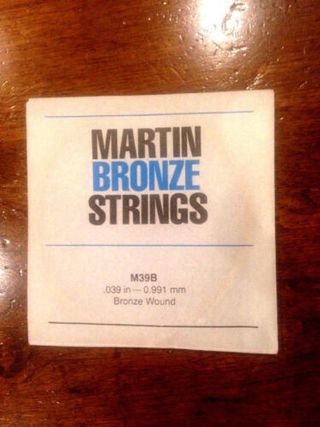 MARTIN
BRONZE
STRINGS
M39B
.039 in — 0.991 mm
Bronze Wound